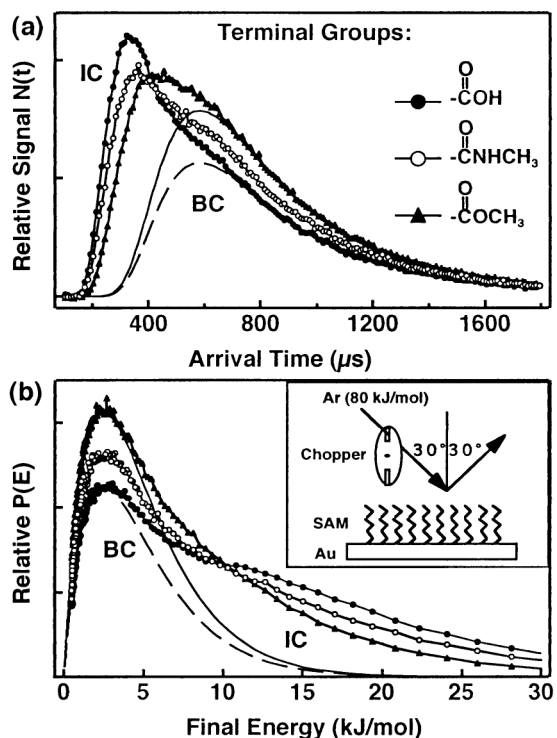 (a)
Terminal Groups:
IC
O
-COH
O
-CNHCH₃
O
-COCH₃
BC
Relative Signal N(t)
400 800 1200 1600
Arrival Time (µs)
(b)
Ar (80 kJ/mol)
Chopper
30° 30°
SAM
Au
BC
IC
Relative P(E)
0 5 10 15 20 25 30
Final Energy (kJ/mol)